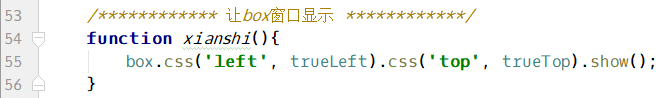 53 /************ 让box窗口显示 ************/
54 function xianshi(){
55 box.css('left', trueLeft).css('top', trueTop).show();
56 }